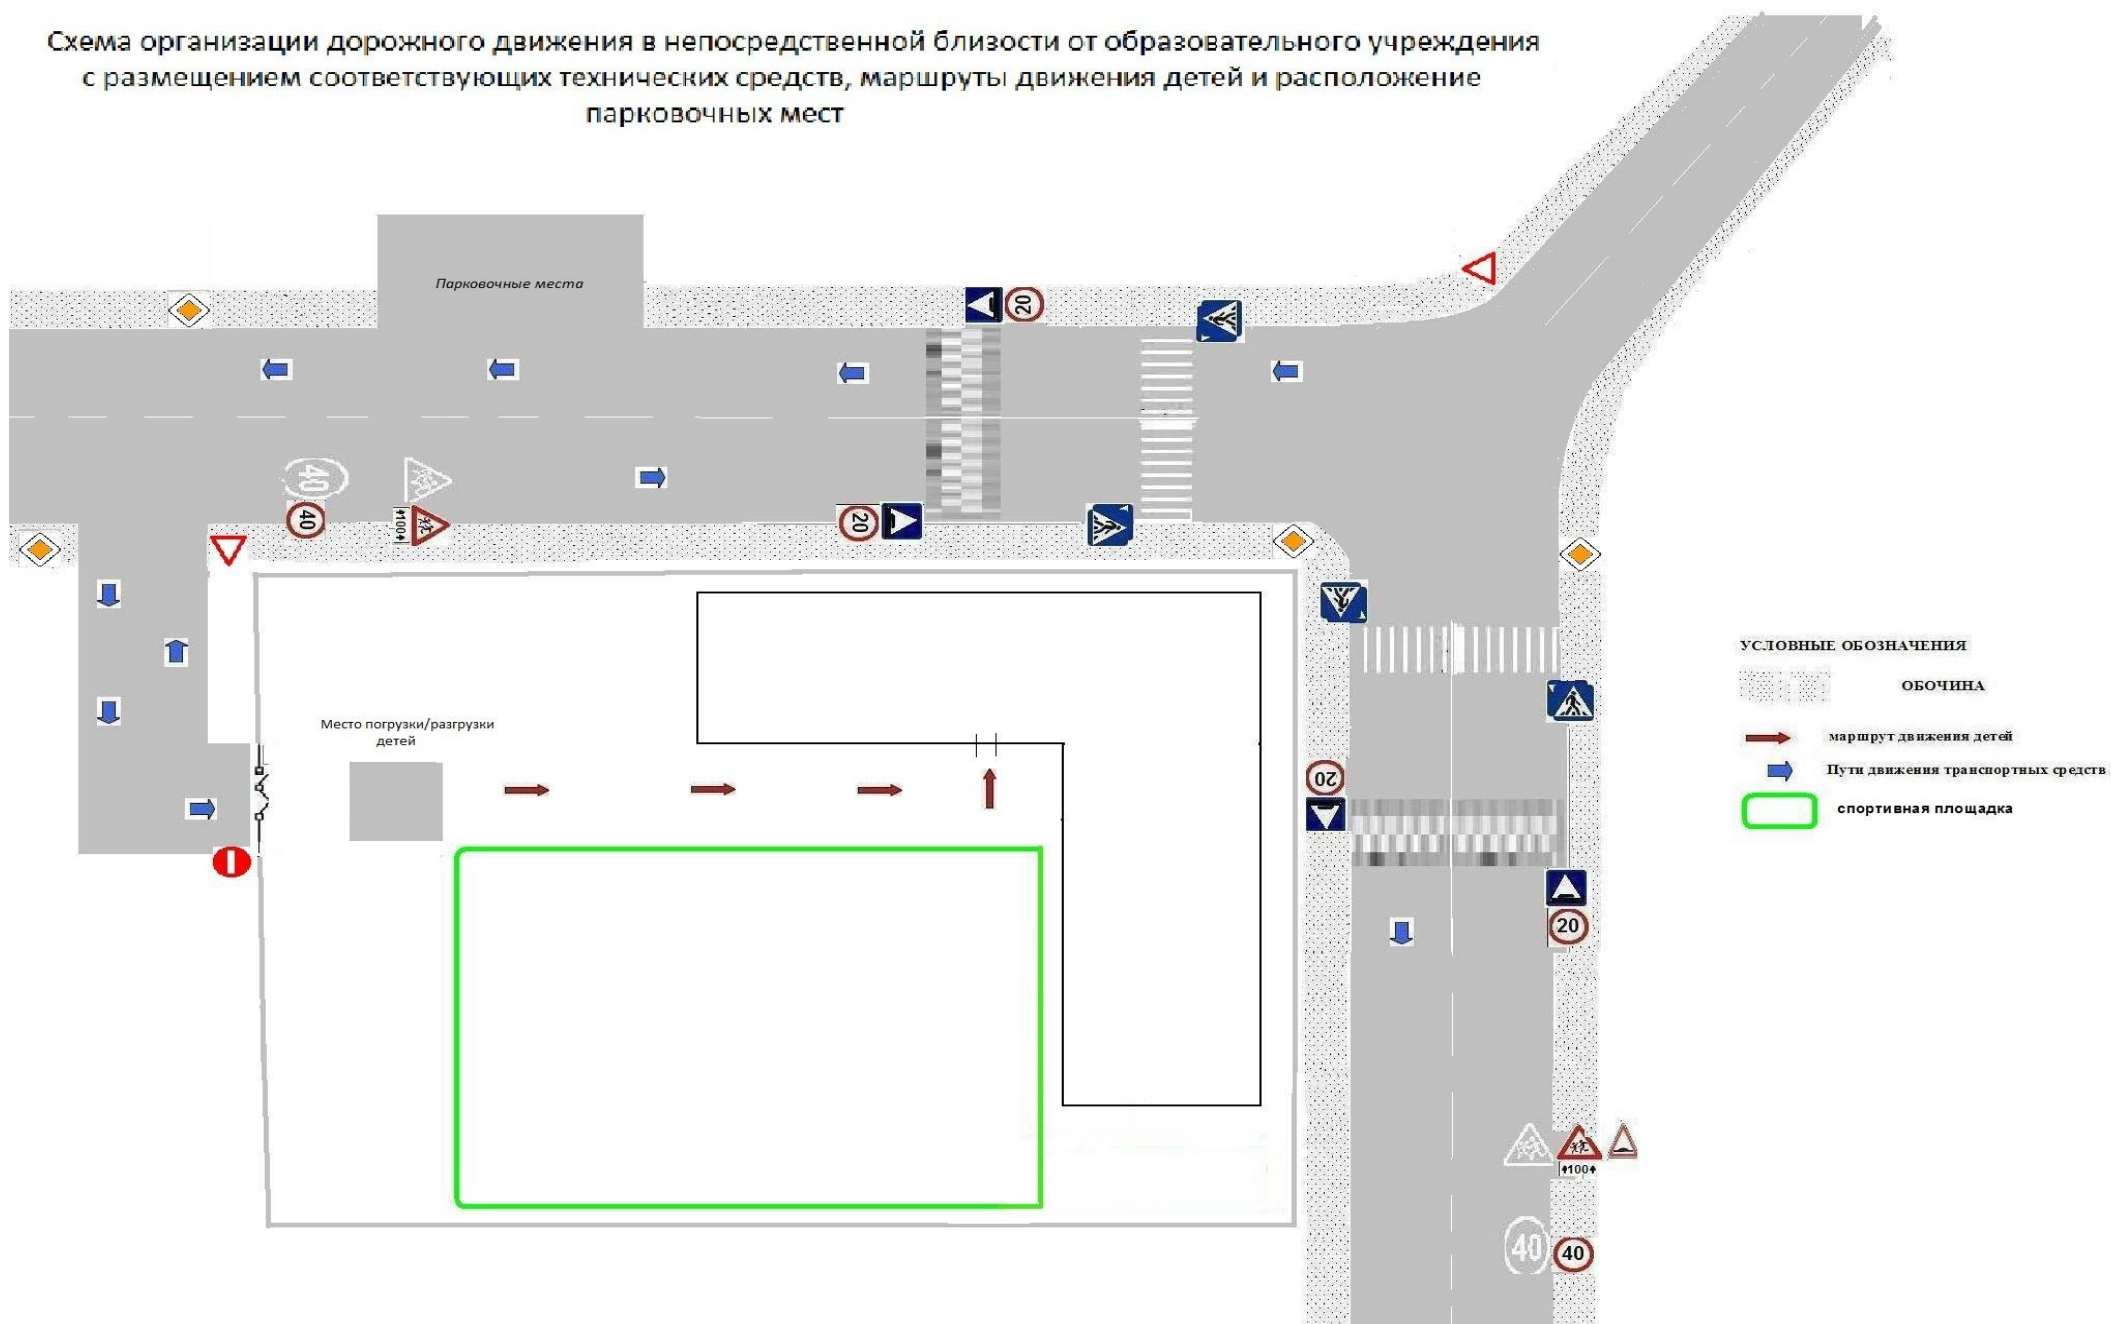 Схема организации дорожного движения в непосредственной близости от образовательного учреждения
с размещением соответствующих технических средств, маршруты движения детей и расположение
парковочных мест
Парковочные места
20
40
40
100
20
УСЛОВНЫЕ ОБОЗНАЧЕНИЯ
ОБОЧИНА
Место погрузки/разгрузки
детей
маршрут движения детей
Пути движения транспортных средств
20
спортивная площадка
20
100
40
40